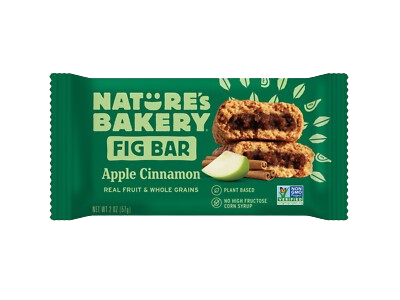 NATURE's
BAKERY
FIG BAR
Apple Cinnamon
REAL FRUIT & WHOLE GRAINS
PLANT BASED
NO HIGH FRUCTOSE
CORN SYRUP
NON
GMO
VERIFIED
NET WT 2 OZ (57g)